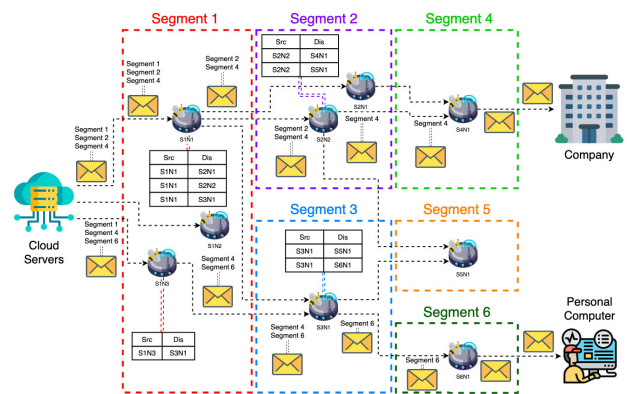 Segment 1
Segment 2
Segment 4
Segment 1
Segment 2
Segment 4
Segment 2
Segment 4
Src Dis
S2N2 S4N1
S2N2 S5N1
S2N1
S1N1
S2N2
Segment 4
Segment 4
S4N1
Company
Segment 1
Segment 2
Segment 4
Segment 2
Segment 4
Src Dis
S1N1 S2N1
S1N1 S2N2
S1N1 S3N1
Cloud
Servers
Segment 1
Segment 4
Segment 6
S1N2
S1N3
Segment 4
Segment 6
Src Dis
S1N3 S3N1
Segment 3
Src Dis
S3N1 S5N1
S3N1 S6N1
S3N1
Segment 4
Segment 6
Segment 6
Segment 5
S5N1
Segment 6
Segment 6
S6N1
Personal
Computer